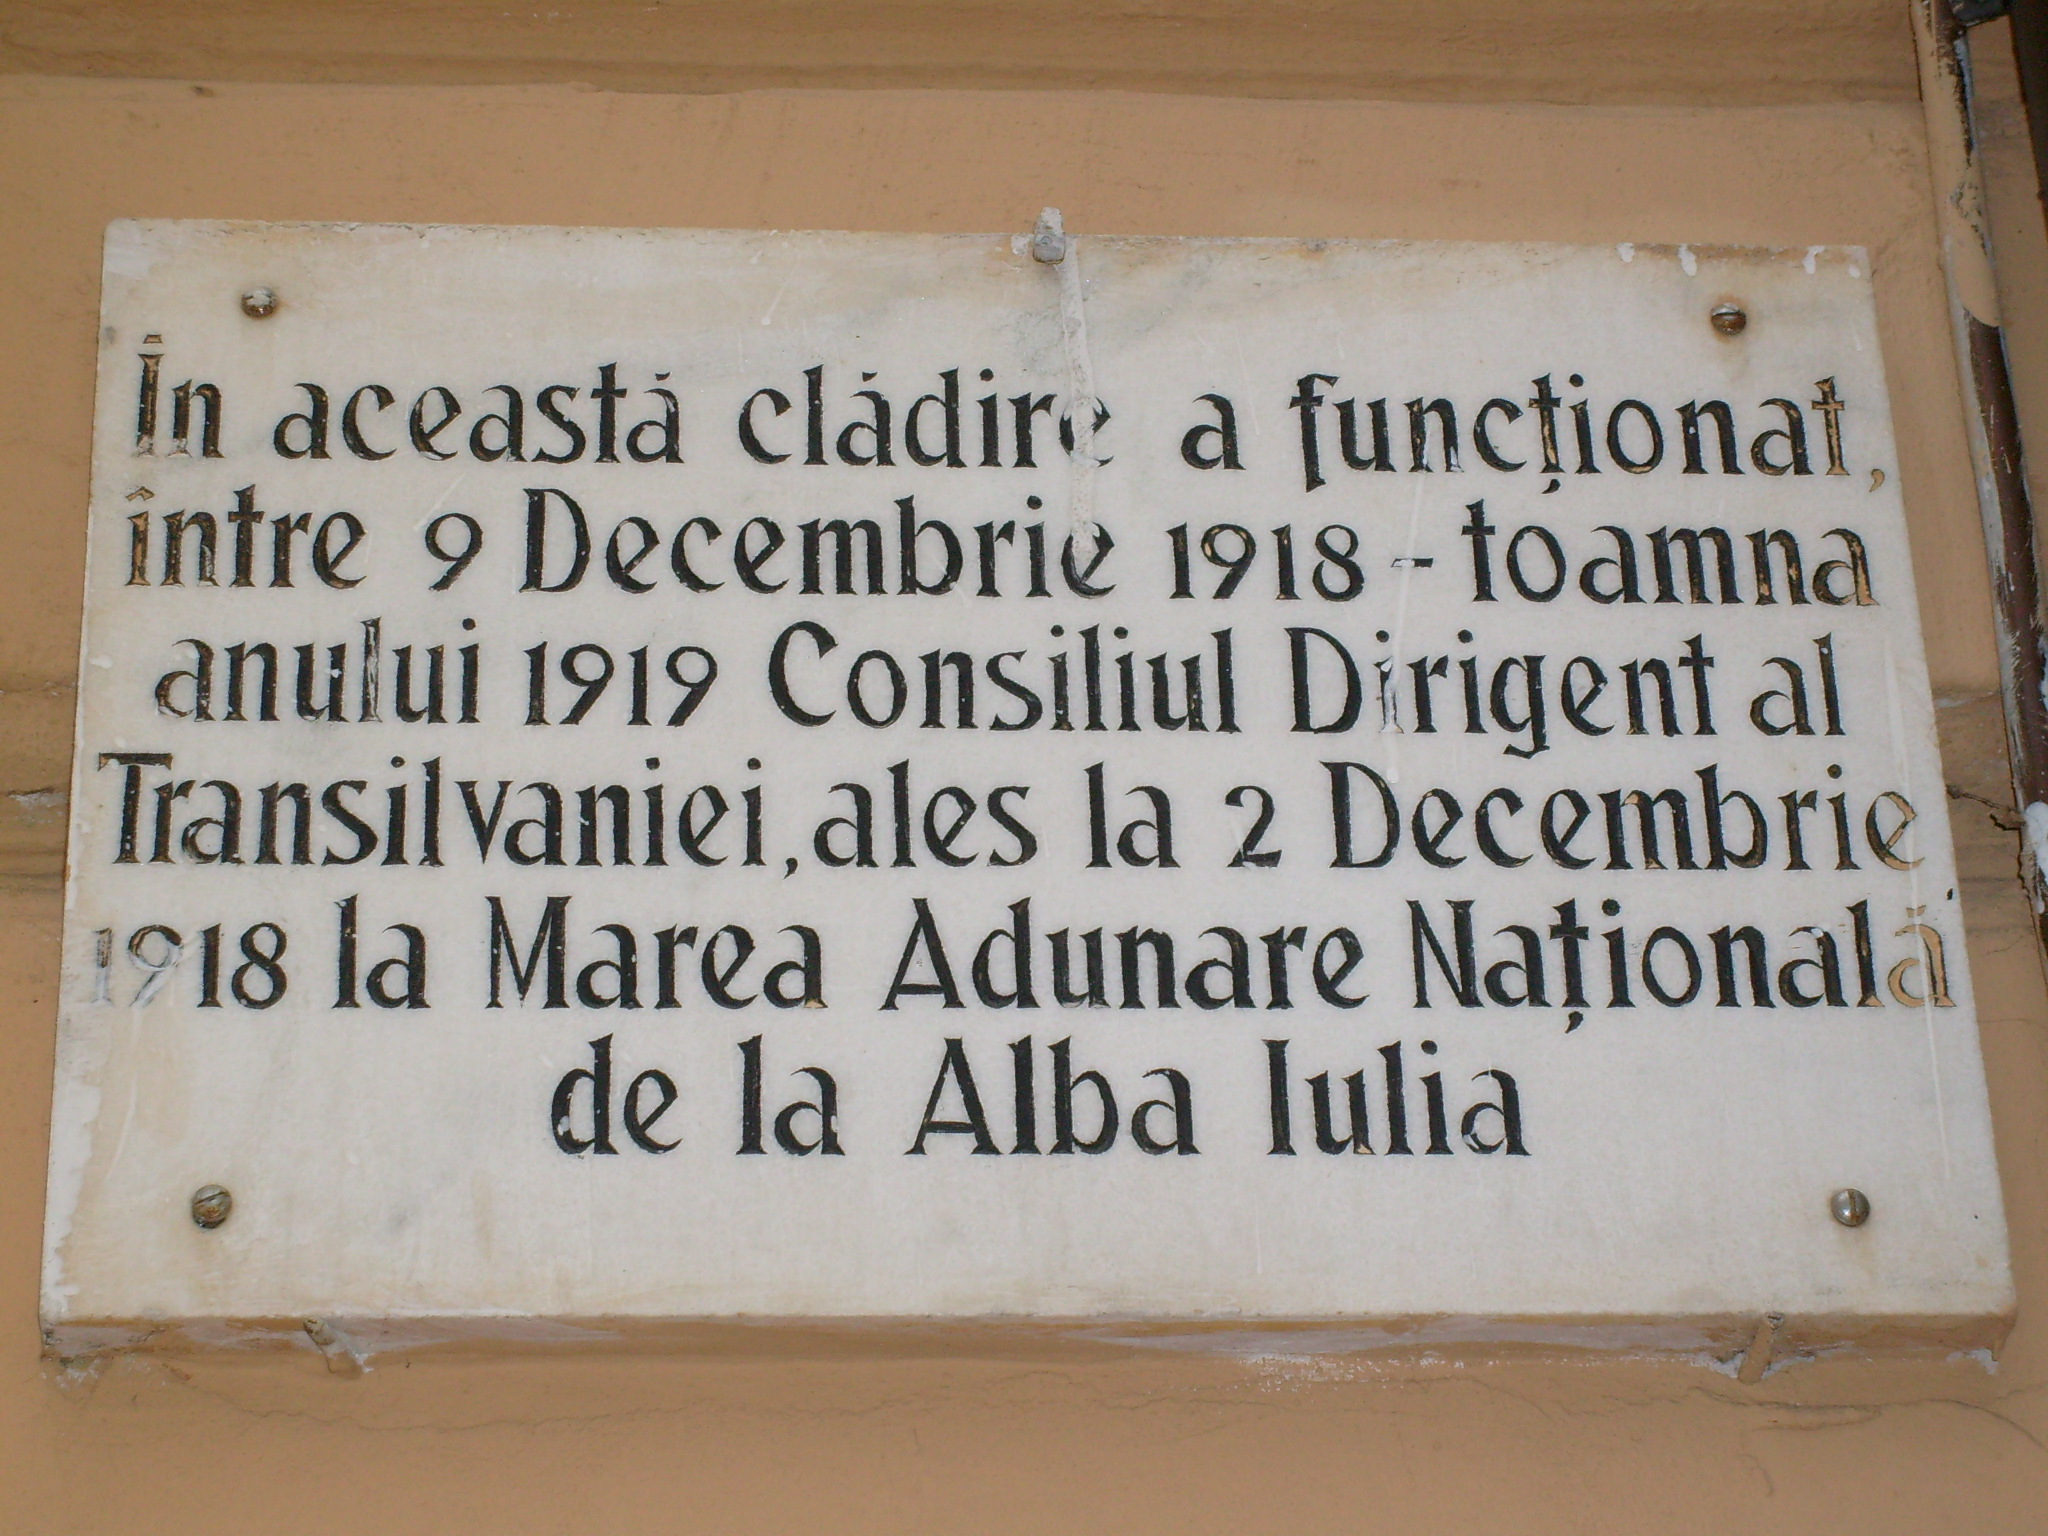 În această clădire a funcționat,
între 9 Decembrie 1918 - toamna
anului 1919 Consiliul Dirigent al
Transilvaniei, ales la 2 Decembrie
1918 la Marea Adunare Națională
de la Alba Iulia